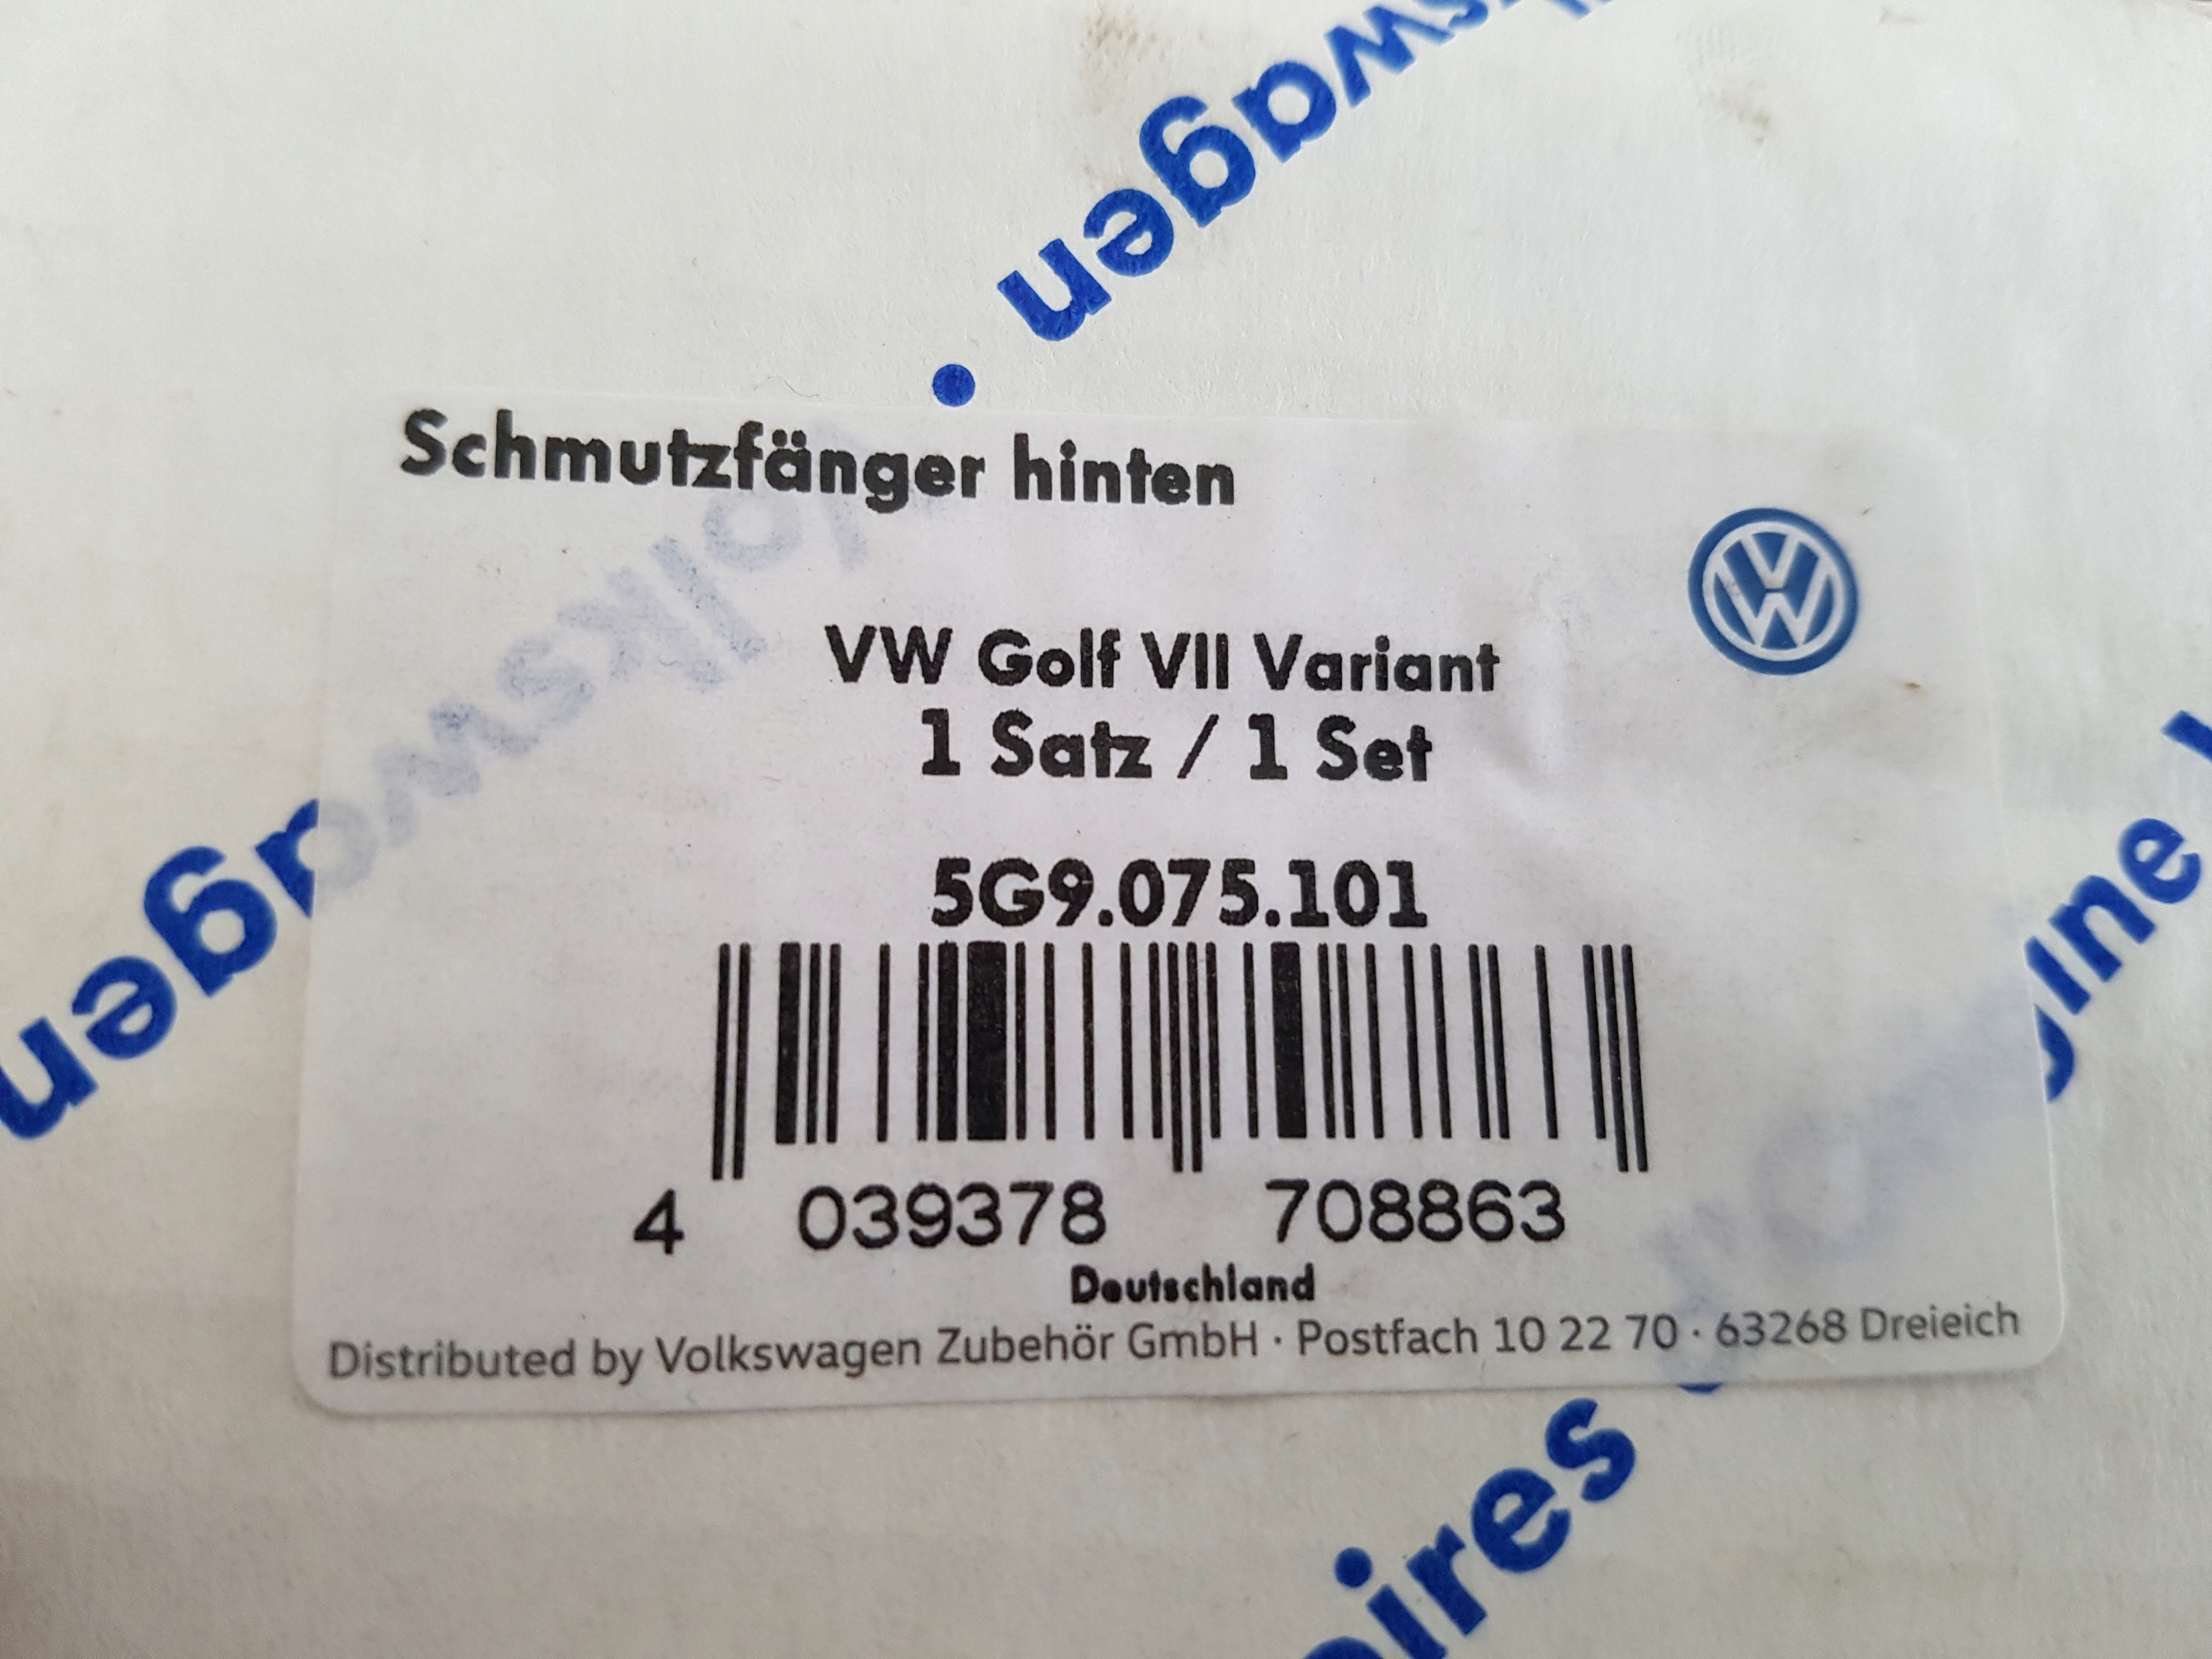 Schmutzfänger hinten
VW Golf VII Variant
1 Satz / 1 Set
5G9.075.101
4 039378 708863
Deutschland
Distributed by Volkswagen Zubehör GmbH · Postfach 10 22 70 · 63268 Dreieich
Volkswagen